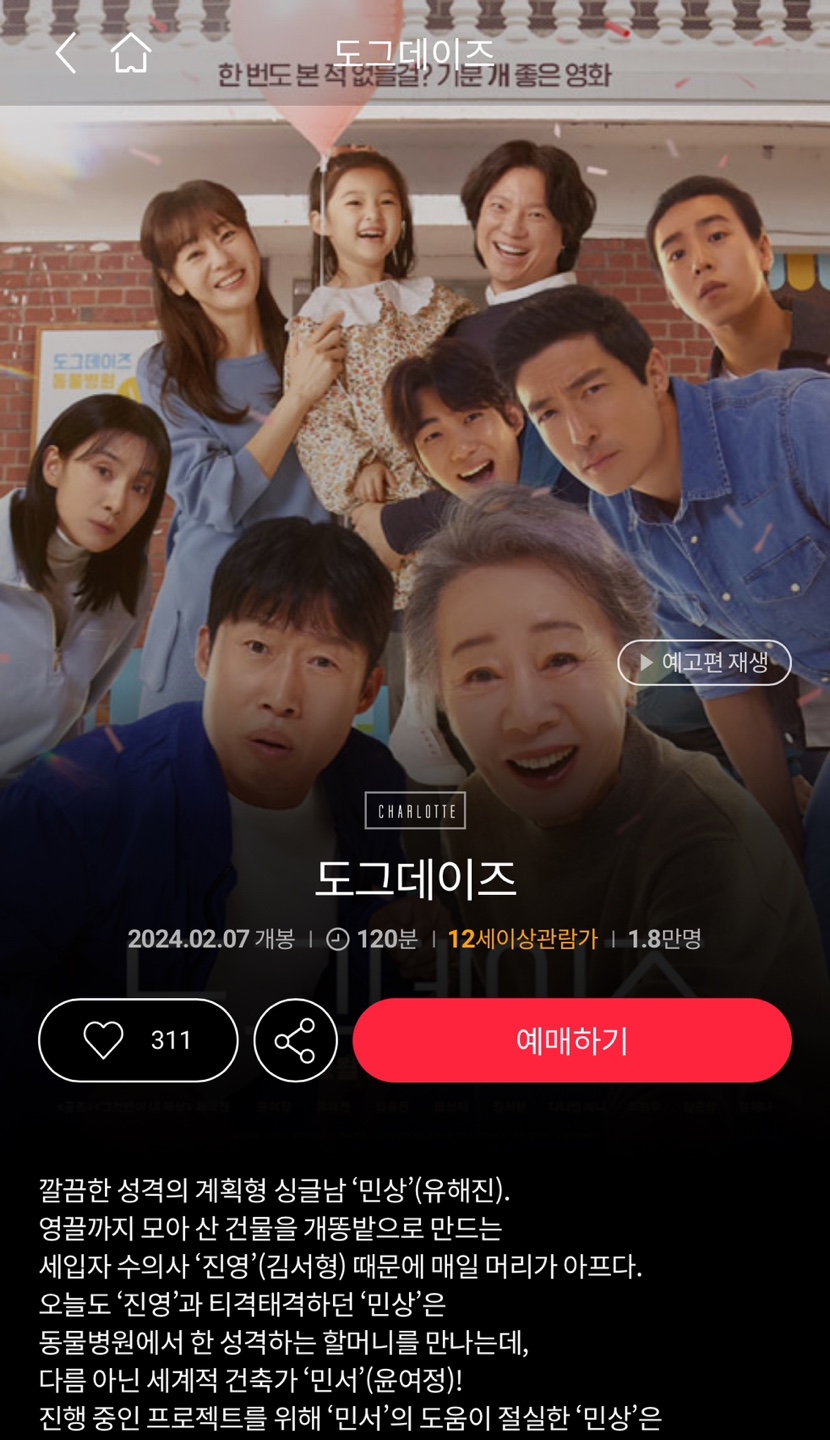 도그데이즈
한 번도 본 적 없을걸? 기분 개 좋은 영화
도그데이즈
동물병원
예고편 재생
CHARLOTTE
도그데이즈
2024.02.07 개봉 | 120분 | 12세이상관람가 | 1.8만명
311
예매하기
깔끔한 성격의 계획형 싱글남 ‘민상’(유해진).
영끌까지 모아 산 건물을 개똥밭으로 만드는
세입자 수의사 ‘진영’(김서형) 때문에 매일 머리가 아프다.
오늘도 ‘진영’과 티격태격하던 ‘민상’은
동물병원에서 한 성격하는 할머니를 만나는데,
다름 아닌 세계적 건축가 ‘민서’(윤여정)!
진행 중인 프로젝트를 위해 ‘민서’의 도움이 절실한 ‘민상’은